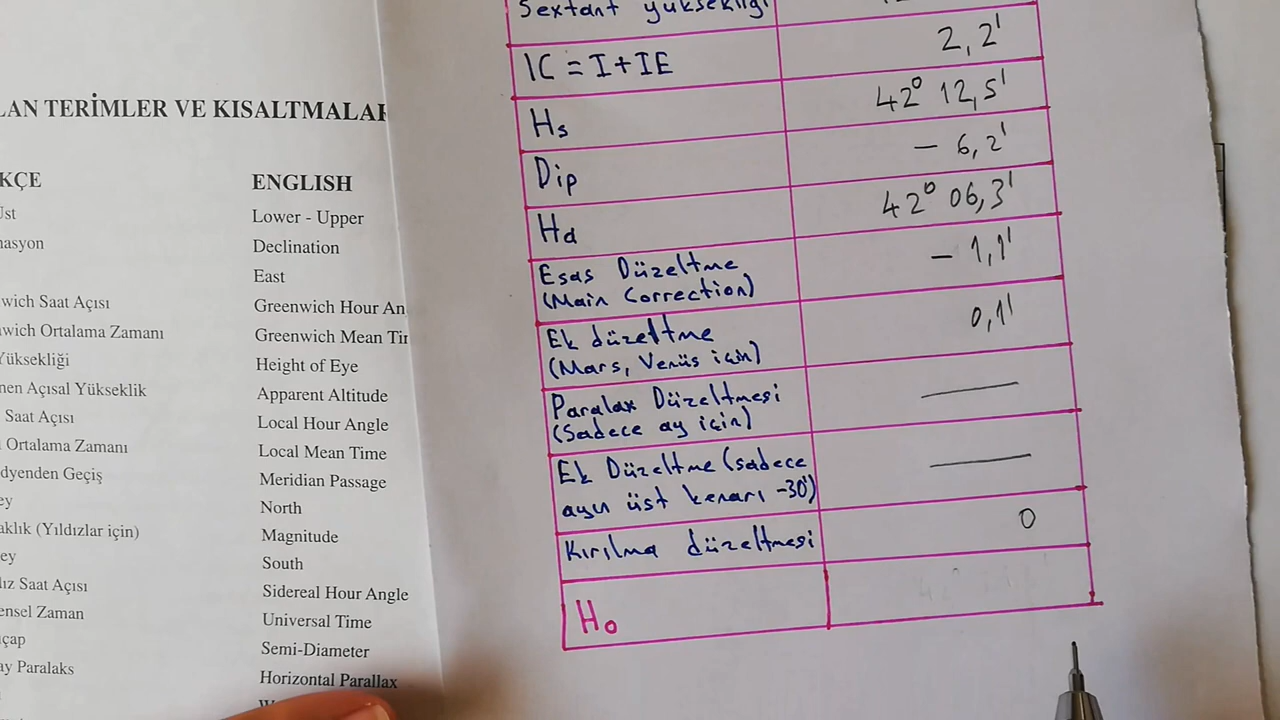 LAN TERİMLER VE KISALTMALAR
KÇE ENGLISH
Üst Lower - Upper
nasyon Declination
East
wich Saat Açısı Greenwich Hour An
wich Ortalama Zamanı Greenwich Mean Tir
Yüksekliği Height of Eye
nen Açısal Yükseklik Apparent Altitude
Saat Açısı Local Hour Angle
Ortalama Zamanı Local Mean Time
dyenden Geçiş Meridian Passage
ey North
aklık (Yıldızlar için) Magnitude
ey South
dız Saat Açısı Sidereal Hour Angle
ensel Zaman Universal Time
çap Semi-Diameter
ay Paralaks Horizontal Parallax
Sextant yüksekliği
IC = I + IE 2,2'
Hs 42° 12,5'
Dip - 6,2'
Hd 42° 06,3'
Esas Düzeltme
(Main Correction) - 1,1'
Ek düzeltme
(Mars, Venüs için) 0,1'
Paralax Düzeltmesi
(Sadece ay için) —
Ek Düzeltme (sadece
ayın üst kenarı -30') —
Kırılma düzeltmesi 0
Ho